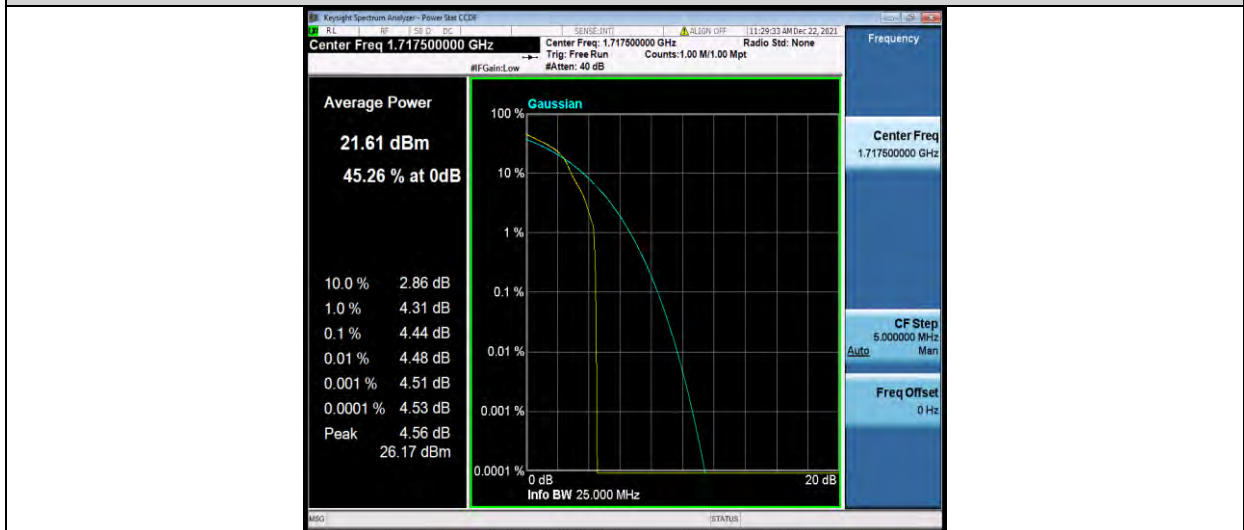 Keysight Spectrum Analyzer - Power Stat CCDF
RL RF 50 Ω DC SENSE:INT ALIGN OFF 11:29:33 AM Dec 22, 2021
Center Freq 1.717500000 GHz
Center Freq: 1.717500000 GHz Radio Std: None
Trig: Free Run Counts:1.00 M/1.00 Mpt
#IFGain:Low #Atten: 40 dB
Frequency
Average Power
21.61 dBm
45.26 % at 0dB
10.0 % 2.86 dB
1.0 % 4.31 dB
0.1 % 4.44 dB
0.01 % 4.48 dB
0.001 % 4.51 dB
0.0001 % 4.53 dB
Peak 4.56 dB
26.17 dBm
Gaussian
100 %
10 %
1 %
0.1 %
0.01 %
0.001 %
0.0001 %
0 dB 20 dB
Info BW 25.000 MHz
Center Freq
1.717500000 GHz
CF Step
5.000000 MHz
Auto Man
Freq Offset
0 Hz
MSG STATUS